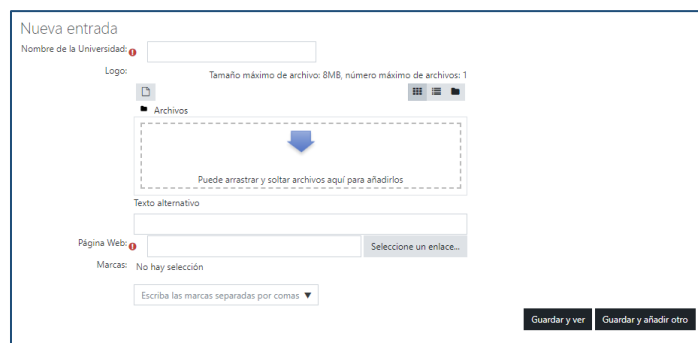 Nueva entrada
Nombre de la Universidad:
Logo:
Tamaño máximo de archivo: 8MB, número máximo de archivos: 1
Archivos
Puede arrastrar y soltar archivos aquí para añadirlos
Texto alternativo
Página Web:
Seleccione un enlace...
Marcas:
No hay selección
Escriba las marcas separadas por comas ▼
Guardar y ver
Guardar y añadir otro